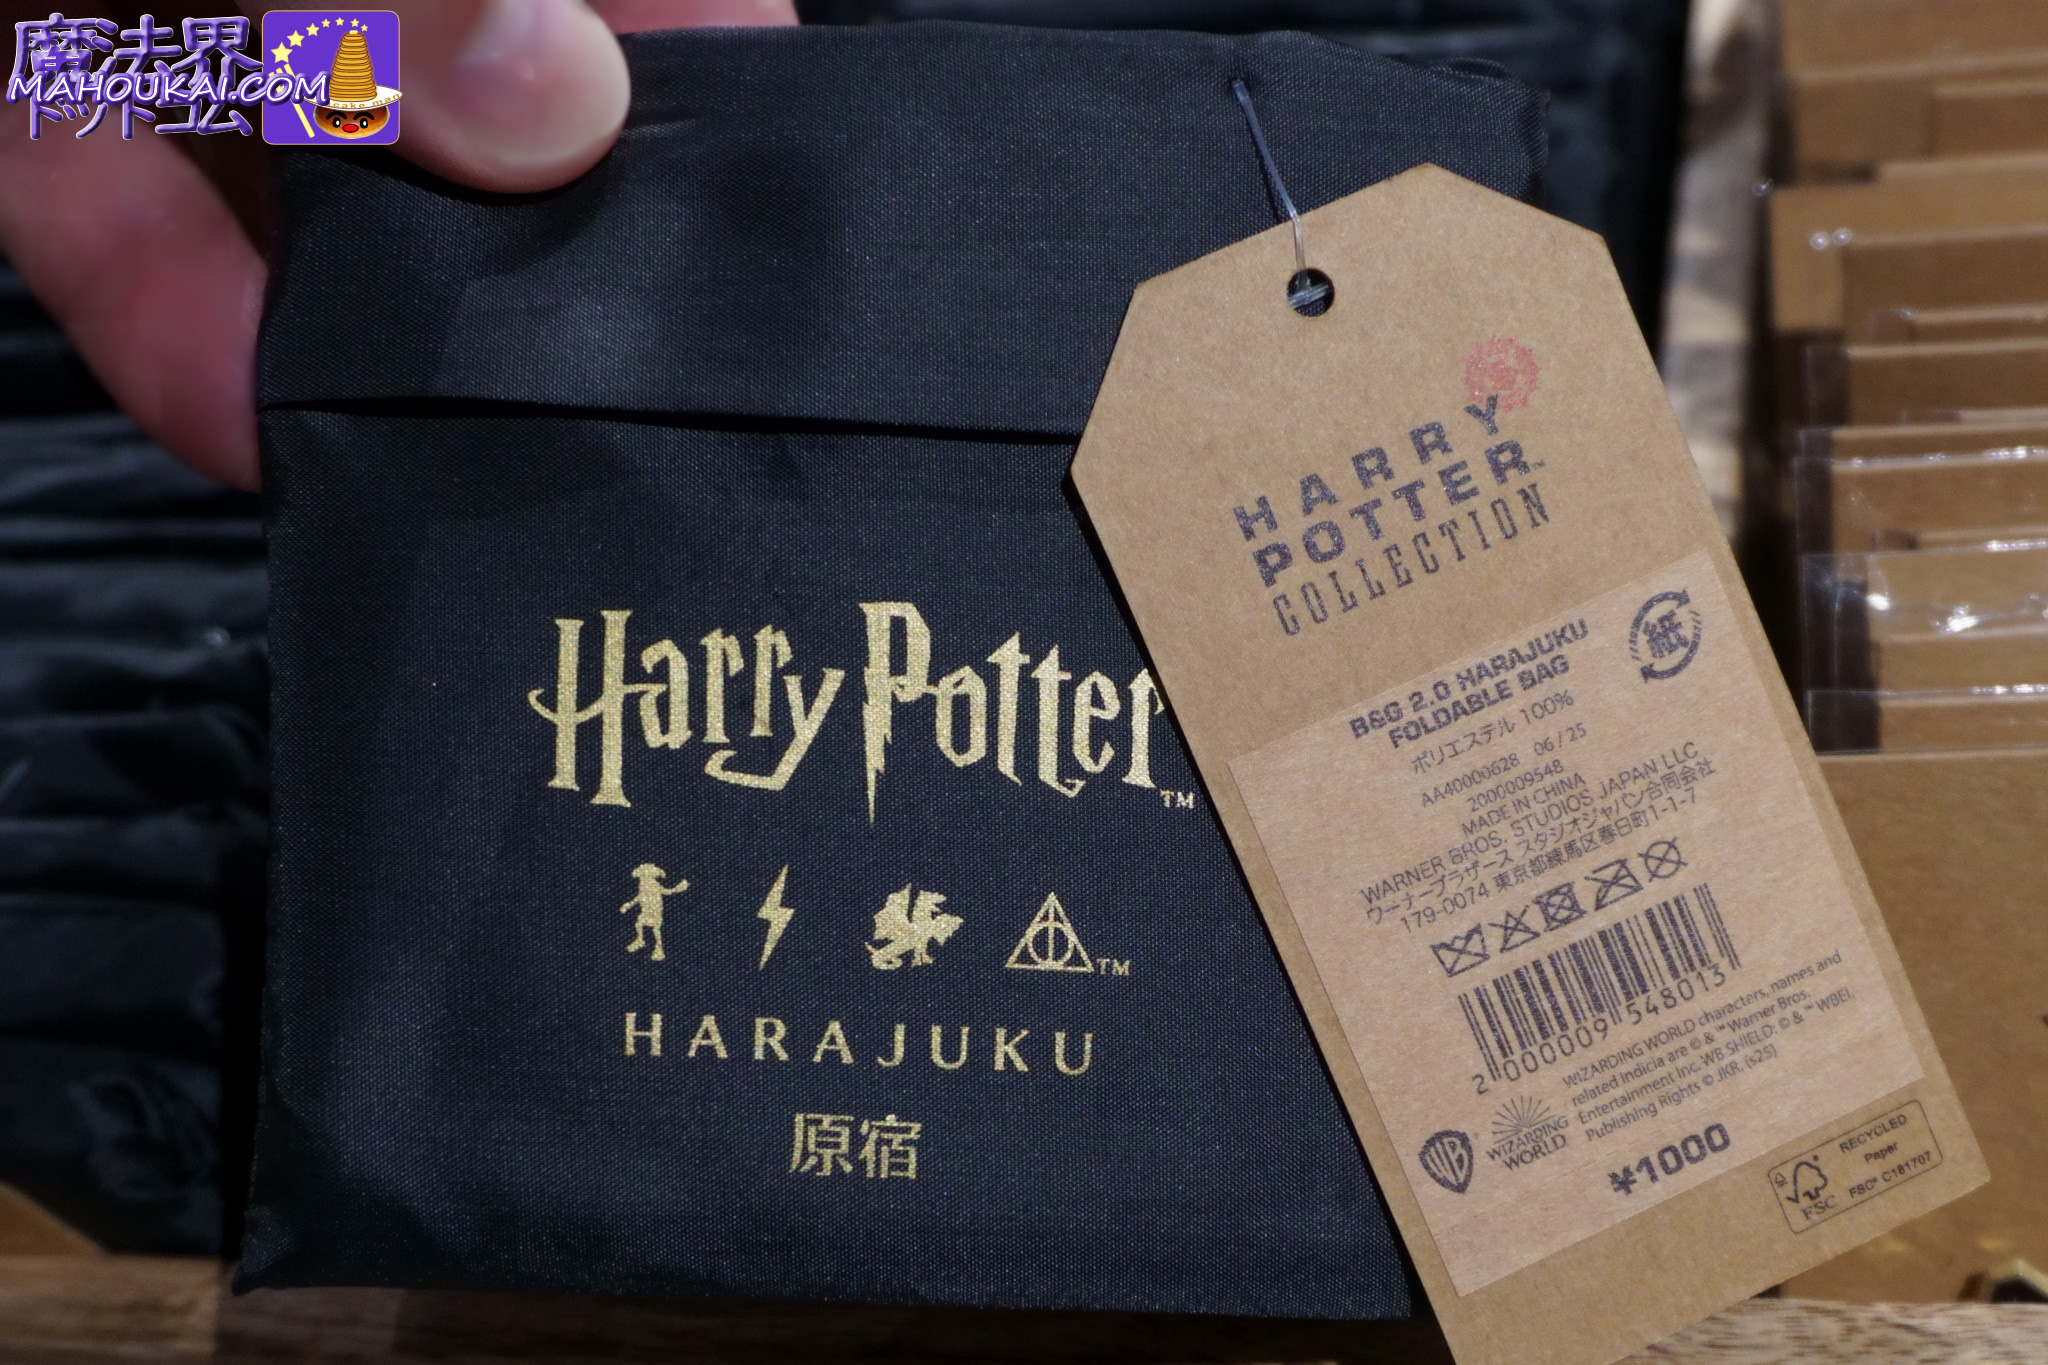 魔法界
MAHOUKAI.COM
ドットコム
pancake man
Harry Potter™
™
HARAJUKU
原宿
HARRY
POTTER™
COLLECTION
紙
B&G 2.0 HARAJUKU
FOLDABLE BAG
ポリエステル 100%
AA40000628 06/25
2000009548
MADE IN CHINA
WARNER BROS. STUDIOS JAPAN LLC
ワーナーブラザース スタジオジャパン合同会社
179-0074 東京都練馬区春日町1-1-7
2 000009 548013
WIZARDING WORLD characters, names and
related indicia are © & ™ Warner Bros.
Entertainment Inc. WB SHIELD: © & ™ WBEI.
Publishing Rights © JKR. (s25)
WB
WIZARDING
WORLD
¥1000
FSC
RECYCLED
Paper
FSC® C181707